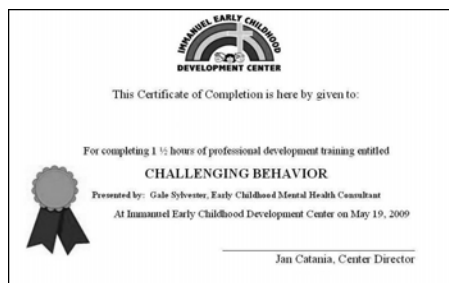 IMMANUEL EARLY CHILDHOOD
DEVELOPMENT CENTER
This Certificate of Completion is here by given to:
For completing 1 ½ hours of professional development training entitled
CHALLENGING BEHAVIOR
Presented by: Gale Sylvester, Early Childhood Mental Health Consultant
At Immanuel Early Childhood Development Center on May 19, 2009
Jan Catania, Center Director